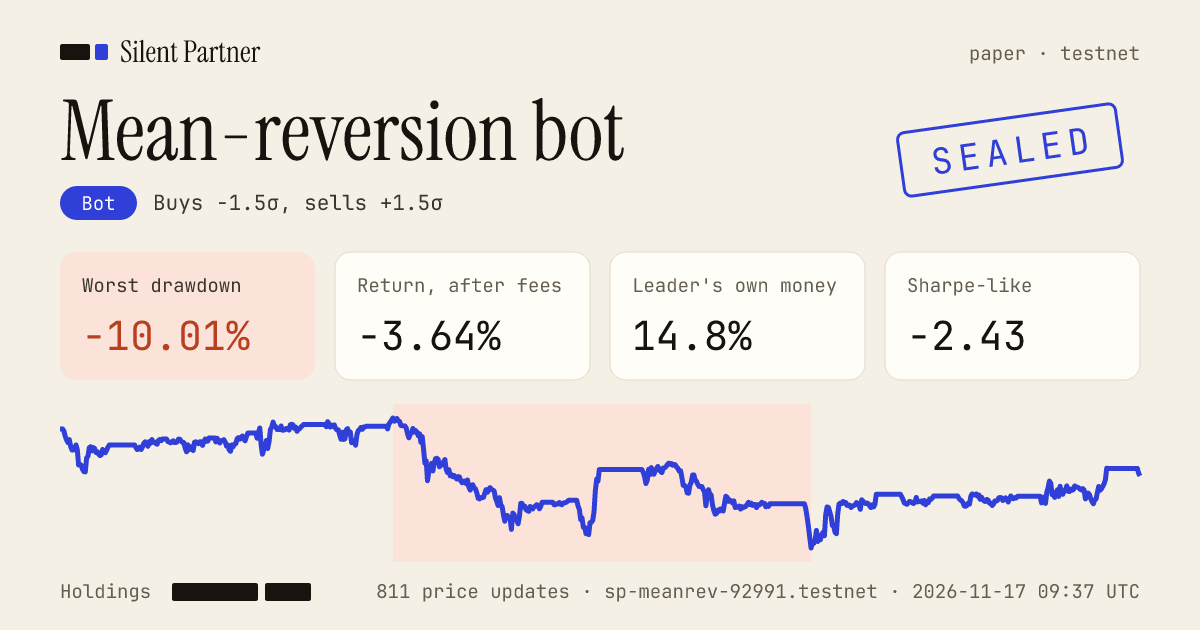 Silent Partner
paper · testnet
Mean-reversion bot
SEALED
Bot
Buys -1.5σ, sells +1.5σ
Worst drawdown
-10.01%
Return, after fees
-3.64%
Leader's own money
14.8%
Sharpe-like
-2.43
Holdings
811 price updates · sp-meanrev-92991.testnet · 2026-11-17 09:37 UTC